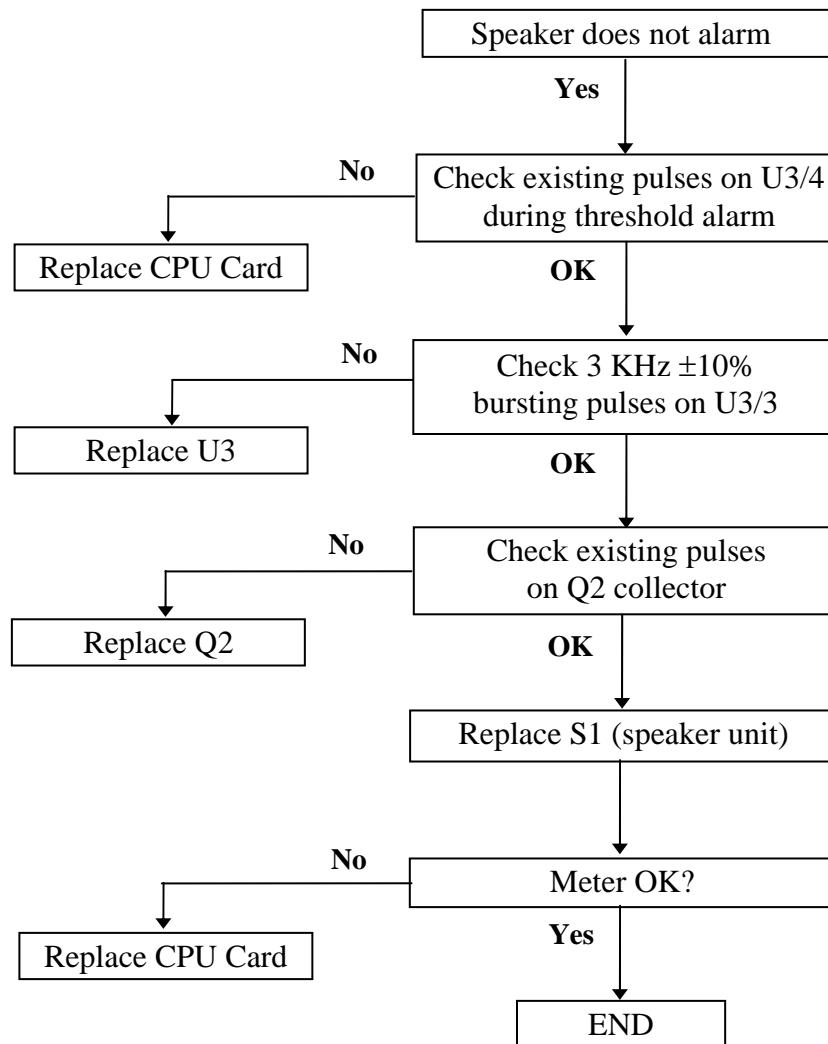 Speaker does not alarm
Yes
No
Check existing pulses on U3/4
during threshold alarm
Replace CPU Card
OK
No
Check 3 KHz ±10%
bursting pulses on U3/3
Replace U3
OK
No
Check existing pulses
on Q2 collector
Replace Q2
OK
Replace S1 (speaker unit)
No
Meter OK?
Yes
Replace CPU Card
END